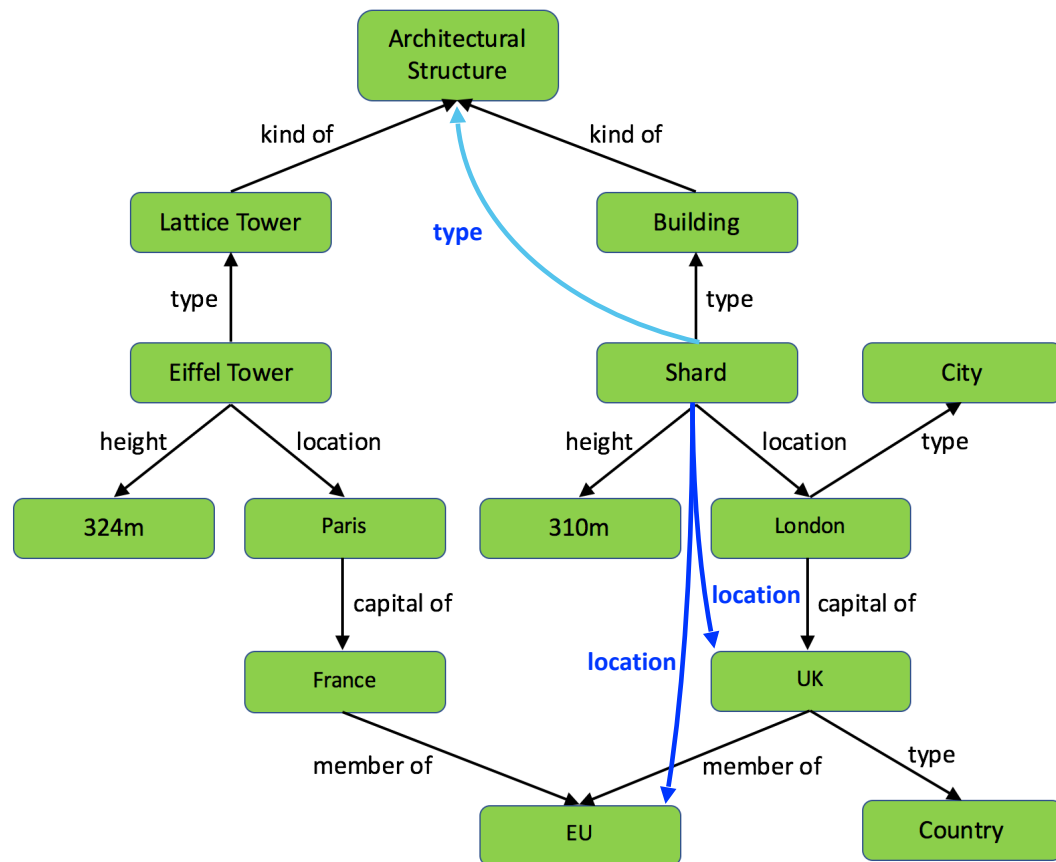 Architectural
Structure
kind of
kind of
Lattice Tower
Building
type
type
type
Eiffel Tower
Shard
City
height
location
height
location
type
324m
Paris
310m
London
capital of
location
capital of
location
France
UK
member of
member of
type
EU
Country